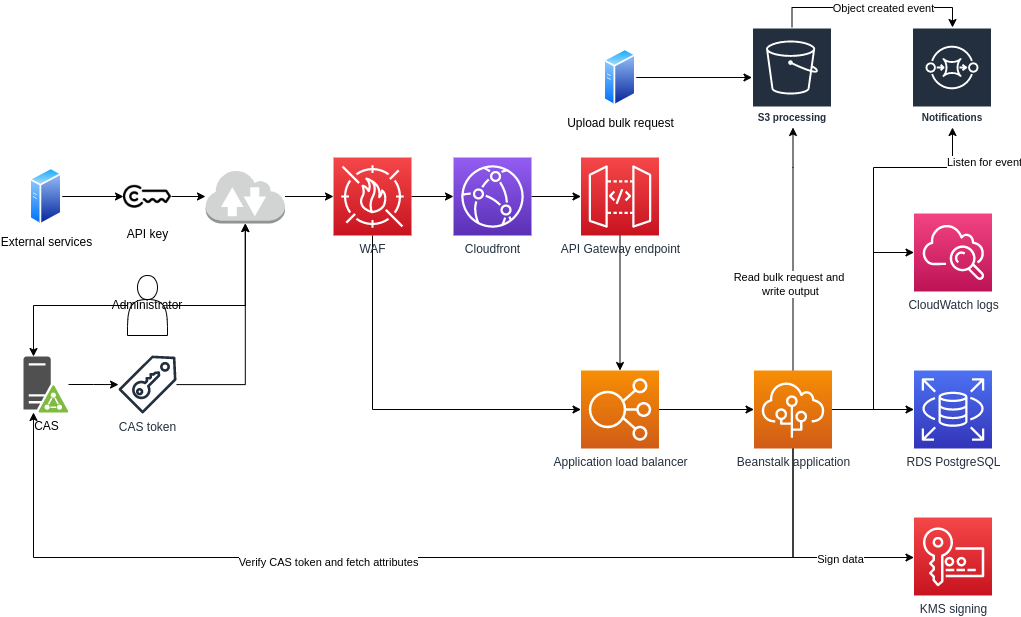 Object created event
S3 processing
Notifications
Upload bulk request
Listen for event
External services
API key
WAF
Cloudfront
API Gateway endpoint
Read bulk request and
write output
CloudWatch logs
Administrator
CAS
CAS token
Application load balancer
Beanstalk application
RDS PostgreSQL
Verify CAS token and fetch attributes
Sign data
KMS signing